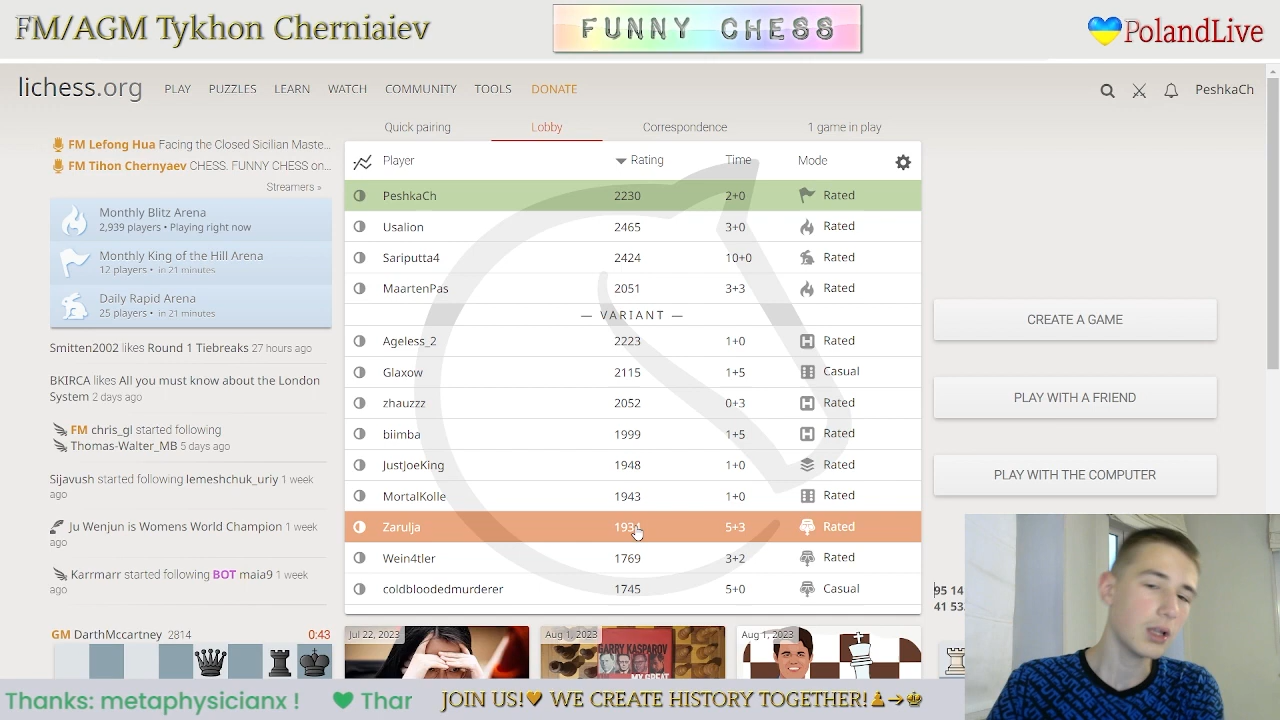 FM/AGM Tykhon Cherniaiev
FUNNY CHESS
PolandLive
lichess.org
PLAY PUZZLES LEARN WATCH COMMUNITY TOOLS DONATE
PeshkaCh
Quick pairing Lobby Correspondence 1 game in play
FM Lefong Hua Facing the Closed Sicilian Maste...
FM Tihon Chernyaev CHESS. FUNNY CHESS on...
Streamers »
Monthly Blitz Arena
2,939 players • Playing right now
Monthly King of the Hill Arena
12 players • in 21 minutes
Daily Rapid Arena
25 players • in 21 minutes
Smitten2002 likes Round 1 Tiebreaks 27 hours ago
BKIRCA likes All you must know about the London
System 2 days ago
FM chris_gl started following
Thomas-Walter_MB 5 days ago
Sijavush started following lemeshchuk_uriy 1 week
ago
Ju Wenjun is Womens World Champion 1 week
ago
Karrmarr started following BOT maia9 1 week
ago
GM DarthMccartney 2814 0:43
Player Rating Time Mode
PeshkaCh 2230 2+0 Rated
Usalion 2465 3+0 Rated
Sariputta4 2424 10+0 Rated
MaartenPas 2051 3+3 Rated
— VARIANT —
Ageless_2 2223 1+0 Rated
Glaxow 2115 1+5 Casual
zhauzzz 2052 0+3 Rated
biimba 1999 1+5 Rated
JustJoeKing 1948 1+0 Rated
MortalKolle 1943 1+0 Rated
Zarulja 1934 5+3 Rated
Wein4tler 1769 3+2 Rated
coldbloodedmurderer 1745 5+0 Casual
CREATE A GAME
PLAY WITH A FRIEND
PLAY WITH THE COMPUTER
95 14
41 53
Jul 22, 2023
Aug 1, 2023
GARRY KASPAROV
MY GREAT
Aug 1, 2023
Thanks: metaphysicianx ! Thar
JOIN US! WE CREATE HISTORY TOGETHER!